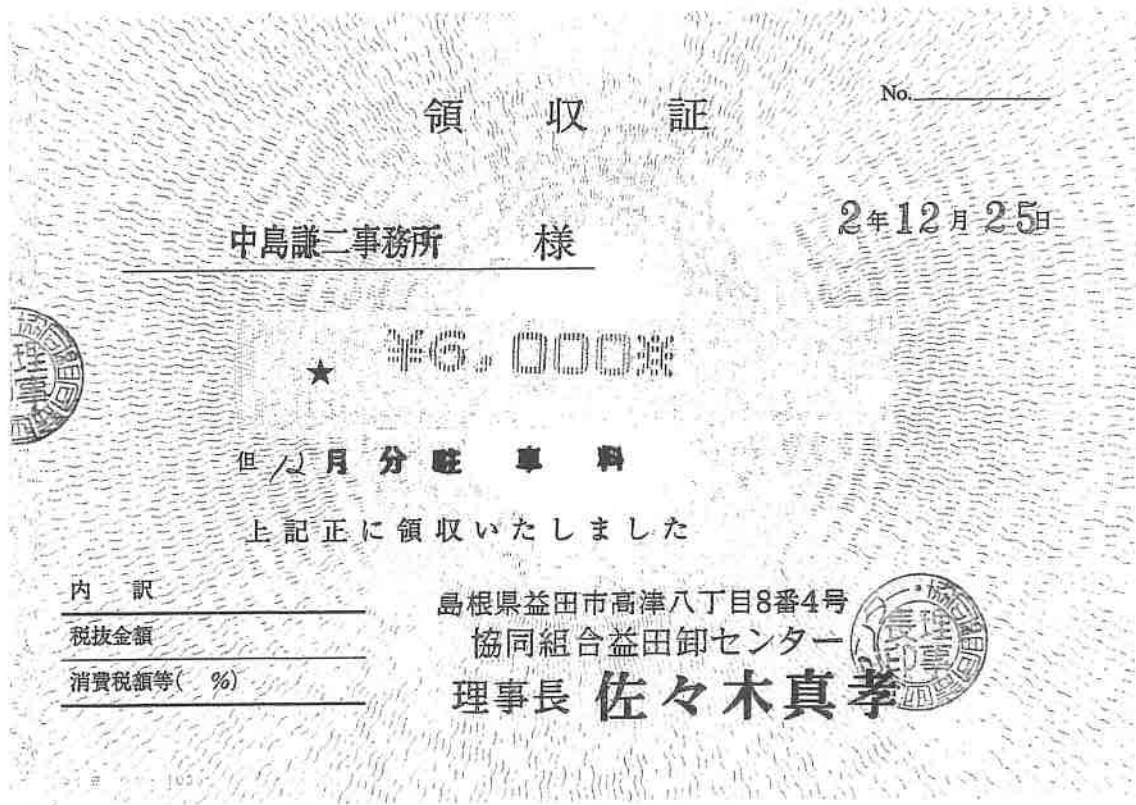 領収証
No.
2年12月25日
中島謙二事務所 様
★ ¥6,000※
但 12月分駐車料
上記正に領収いたしました
内訳
税抜金額
消費税額等( %)
島根県益田市高津八丁目8番4号
協同組合益田卸センター
理事長 佐々木真孝
理事長印